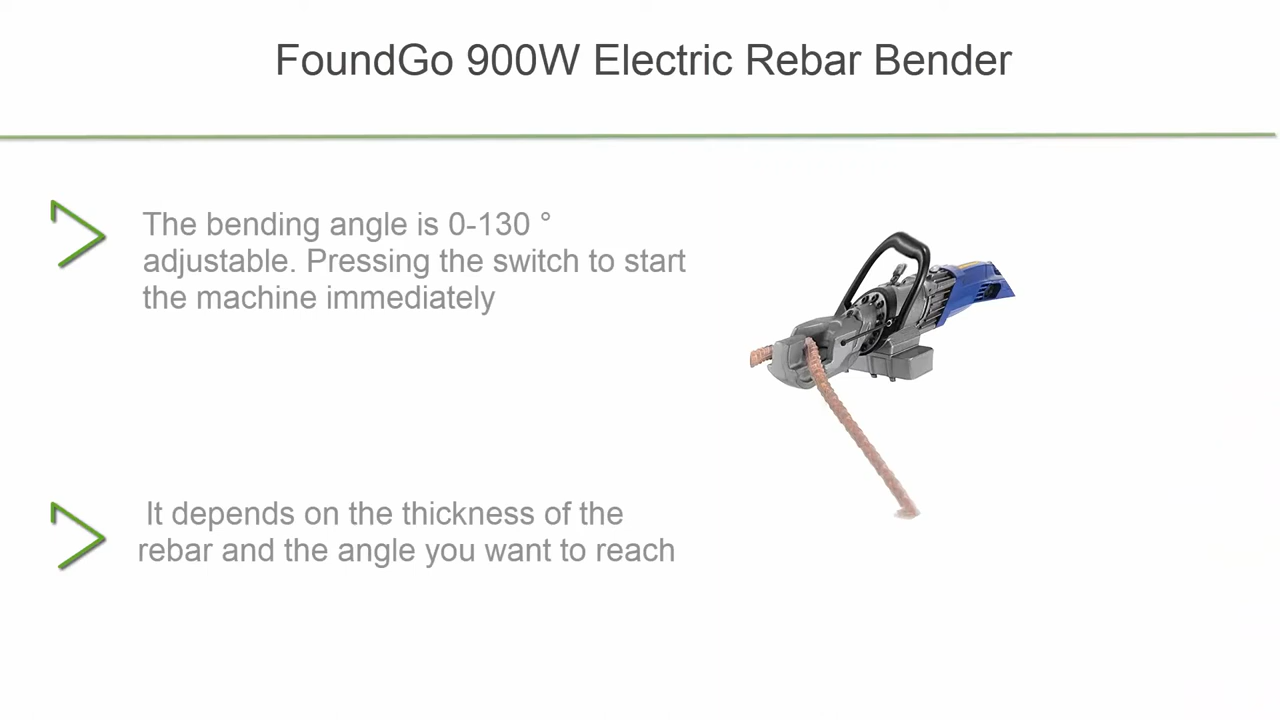 FoundGo 900W Electric Rebar Bender
The bending angle is 0-130 °
adjustable. Pressing the switch to start
the machine immediately
It depends on the thickness of the
rebar and the angle you want to reach